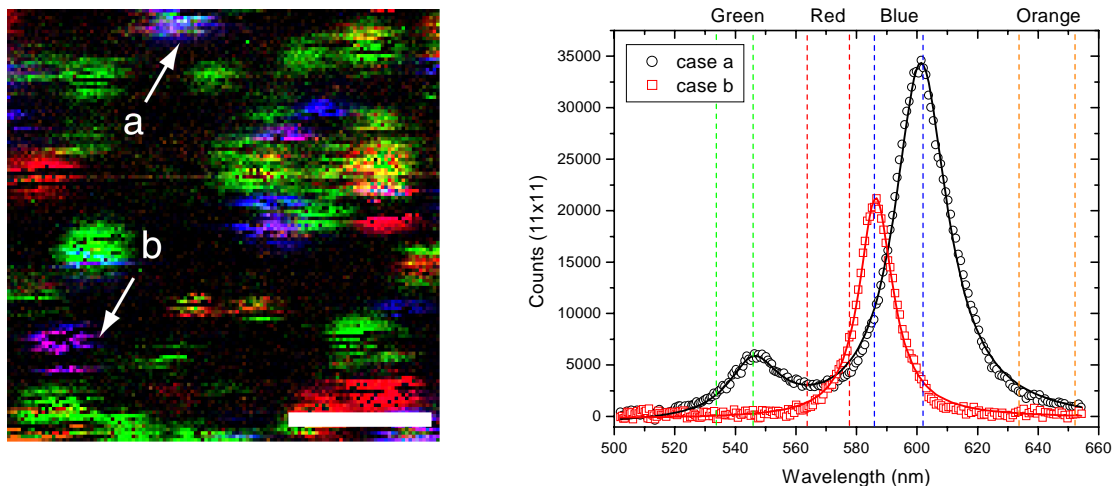 a
b
Green Red Blue Orange
case a
case b
35000
30000
25000
20000
15000
10000
5000
0
Counts (11x11)
500 520 540 560 580 600 620 640 660
Wavelength (nm)